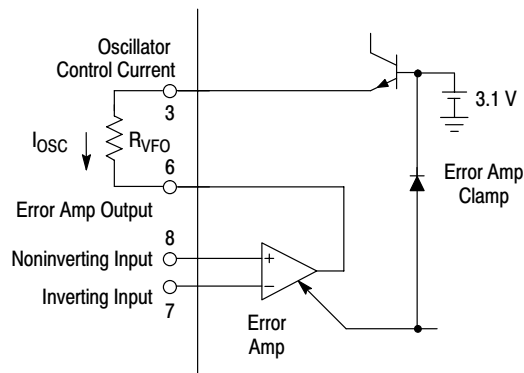 Oscillator
Control Current
3
3.1 V
I_OSC
R_VFO
6
Error Amp Output
Error Amp
Clamp
8
Noninverting Input
+
Inverting Input
−
7
Error
Amp